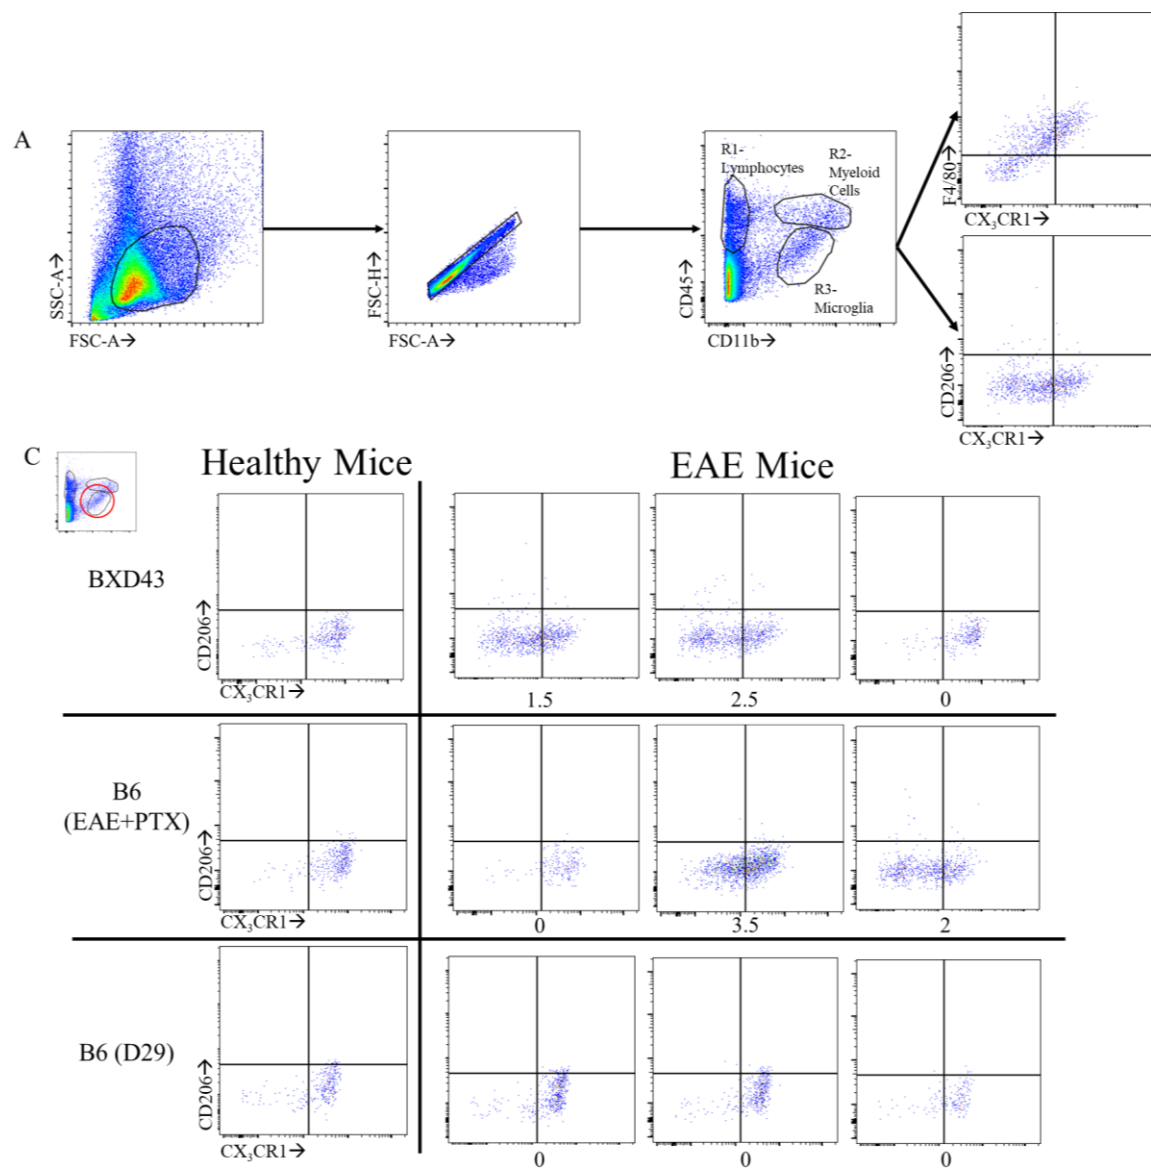 A
SSC-A→
FSC-A→
FSC-H→
FSC-A→
R1-
Lymphocytes
R2-
Myeloid
Cells
R3-
Microglia
CD45→
CD11b→
F4/80→
CX₃CR1→
CD206→
CX₃CR1→
C
Healthy Mice
EAE Mice
BXD43
CD206→
CX₃CR1→
1.5
2.5
0
B6
(EAE+PTX)
CD206→
CX₃CR1→
0
3.5
2
B6 (D29)
CD206→
CX₃CR1→
0
0
0